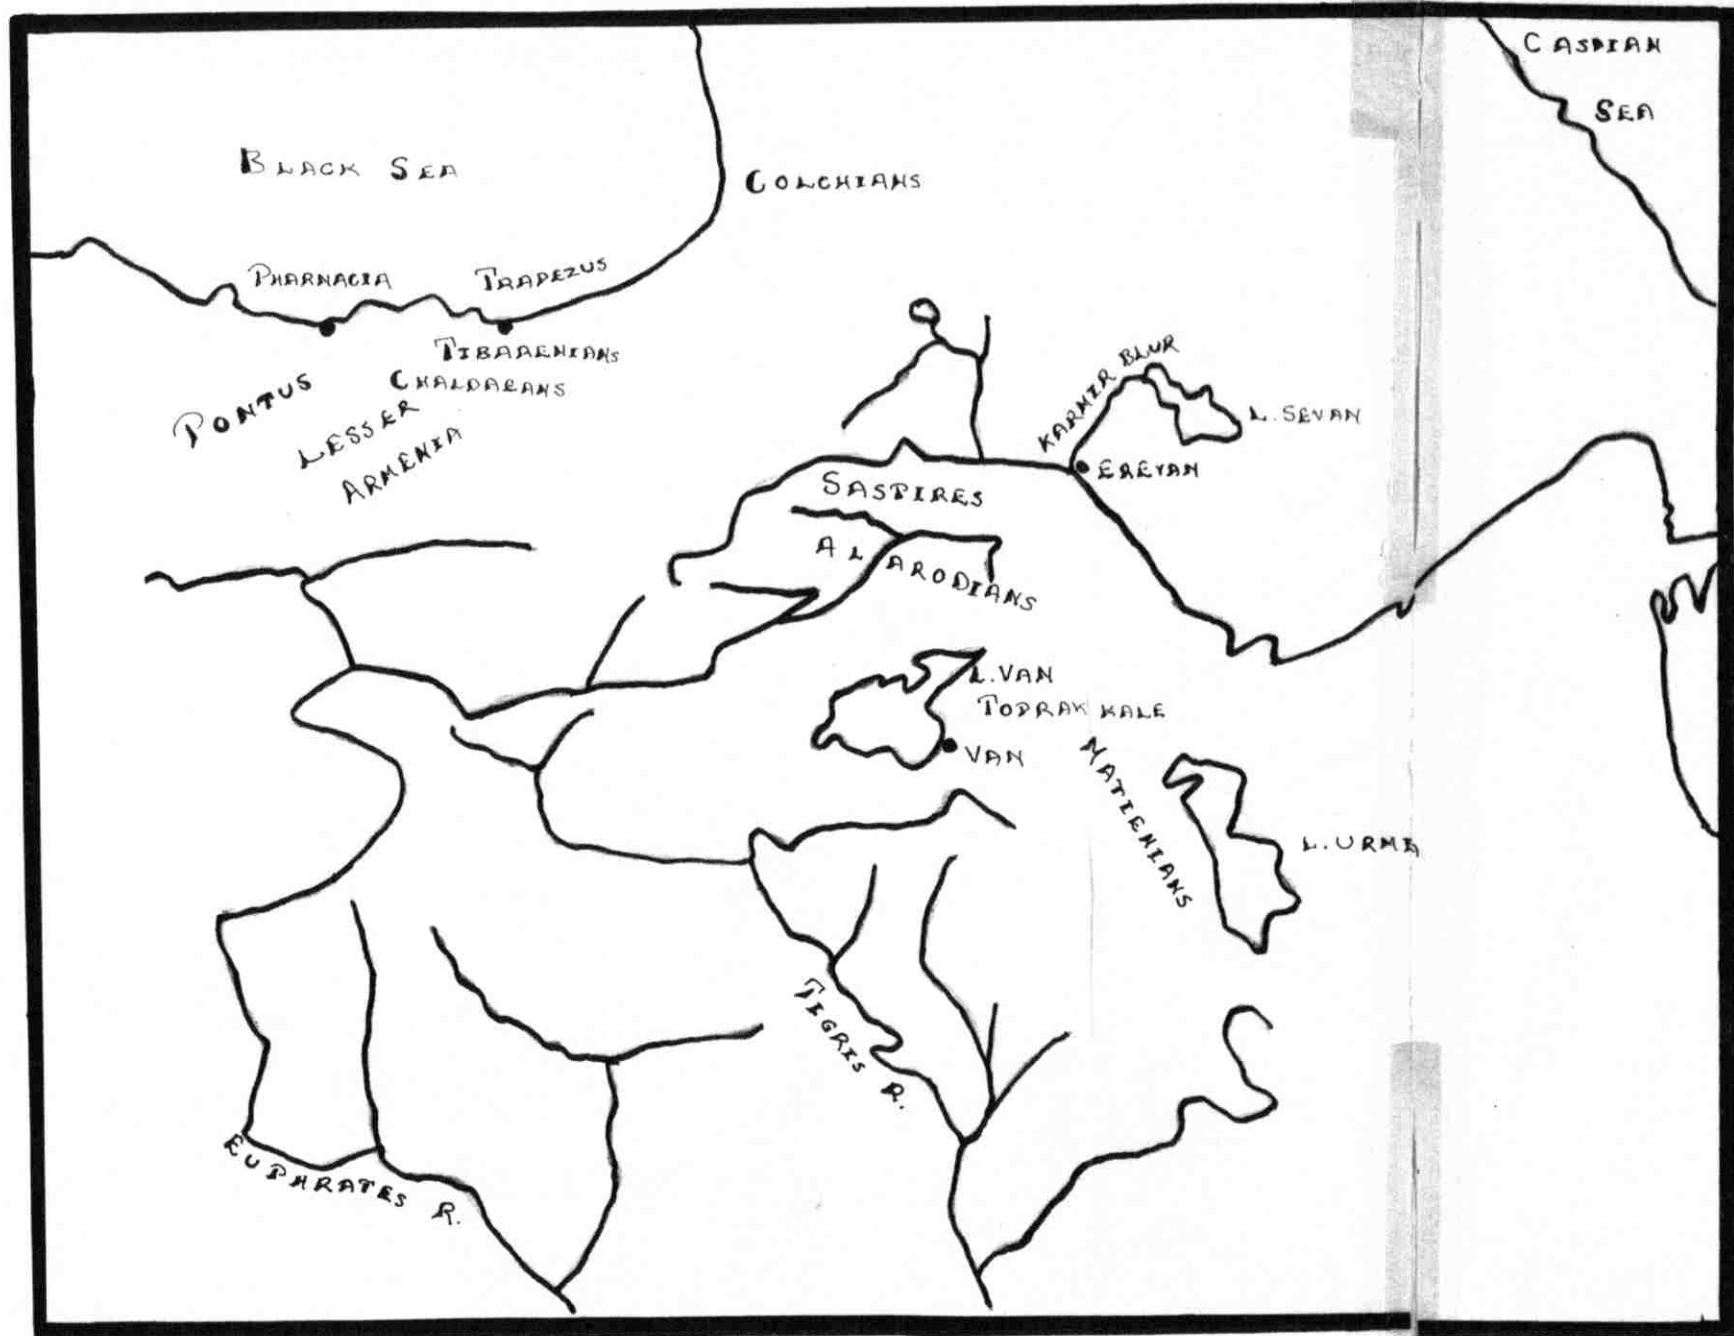 CASPIAN
SEA
BLACK SEA
COLCHIANS
PHARNACIA
TRAPEZUS
TIBARENIANS
CHALDAEANS
PONTUS
LESSER
ARMENIA
KARMIR BLUR
L. SEVAN
EREVAN
SASPIRES
ALARODIANS
L. VAN
TOPRAK KALE
VAN
MATIENIANS
L. URMIA
TIGRIS R.
EUPHRATES R.